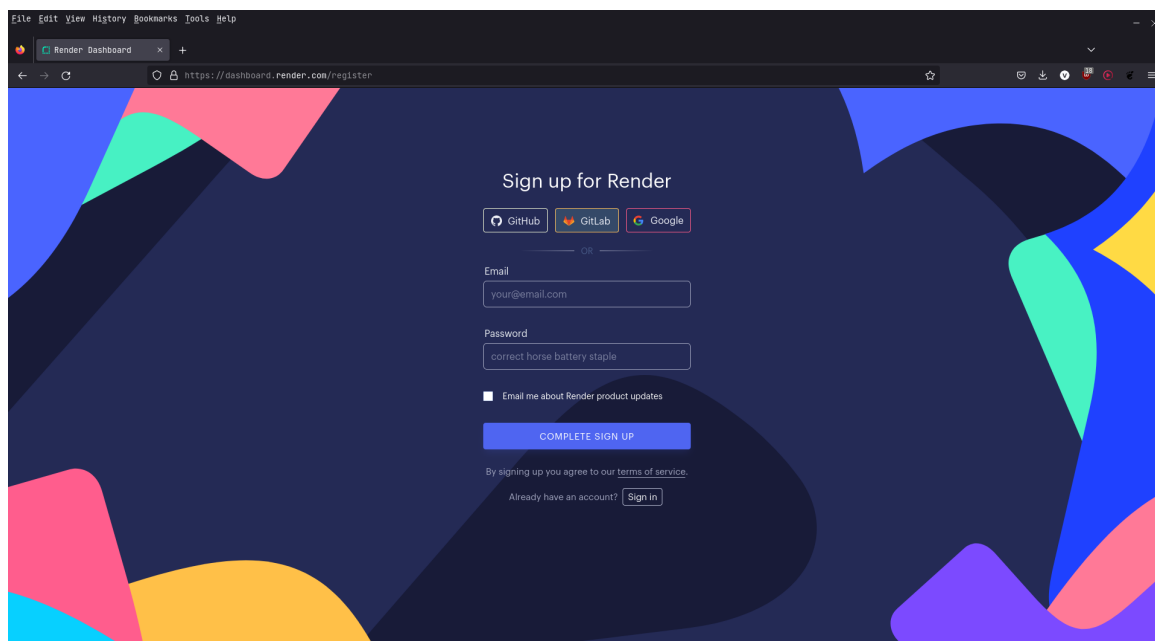 File Edit View History Bookmarks Tools Help
Render Dashboard
https://dashboard.render.com/register
18
Sign up for Render
GitHub GitLab Google
OR
Email
your@email.com
Password
correct horse battery staple
Email me about Render product updates
COMPLETE SIGN UP
By signing up you agree to our terms of service.
Already have an account? Sign in